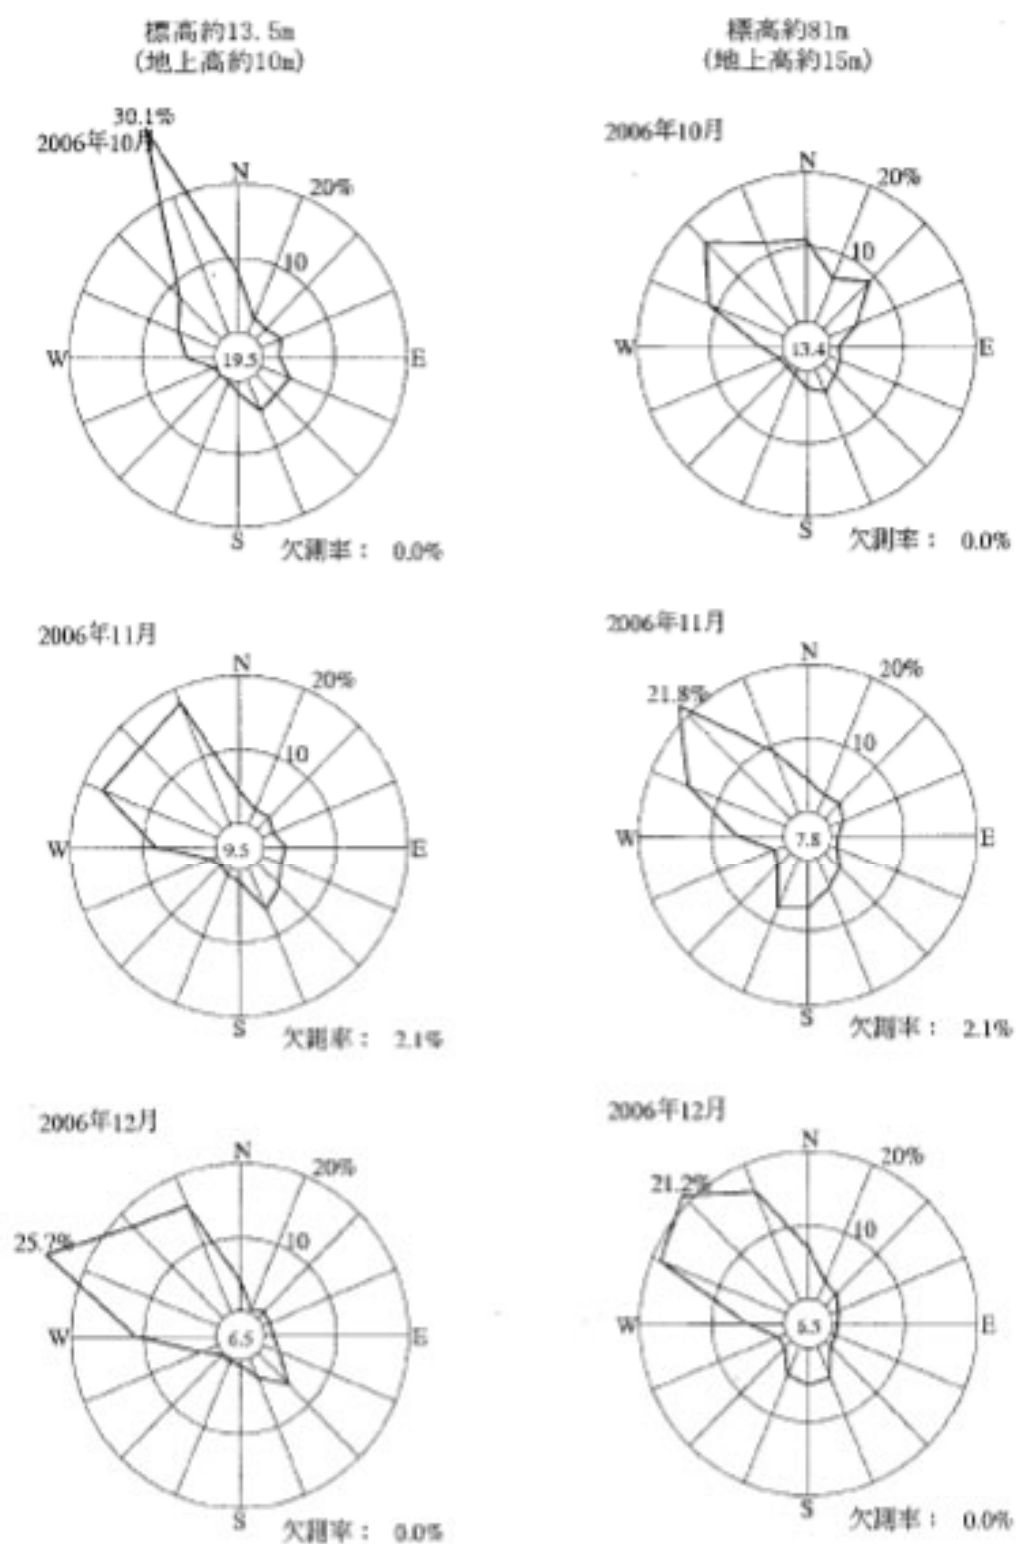 標高約13.5m
(地上高約10m)
標高約81m
(地上高約15m)
30.1%
2006年10月
N
20%
10
W
19.5
E
S
欠測率： 0.0%
2006年10月
N
20%
10
W
13.4
E
S
欠測率： 0.0%
2006年11月
N
20%
10
W
9.5
E
S
欠測率： 2.1%
2006年11月
N
21.8%
20%
10
W
7.8
E
S
欠測率： 2.1%
2006年12月
N
20%
25.7%
10
W
6.5
E
S
欠測率： 0.0%
2006年12月
N
20%
21.2%
10
W
6.5
E
S
欠測率： 0.0%